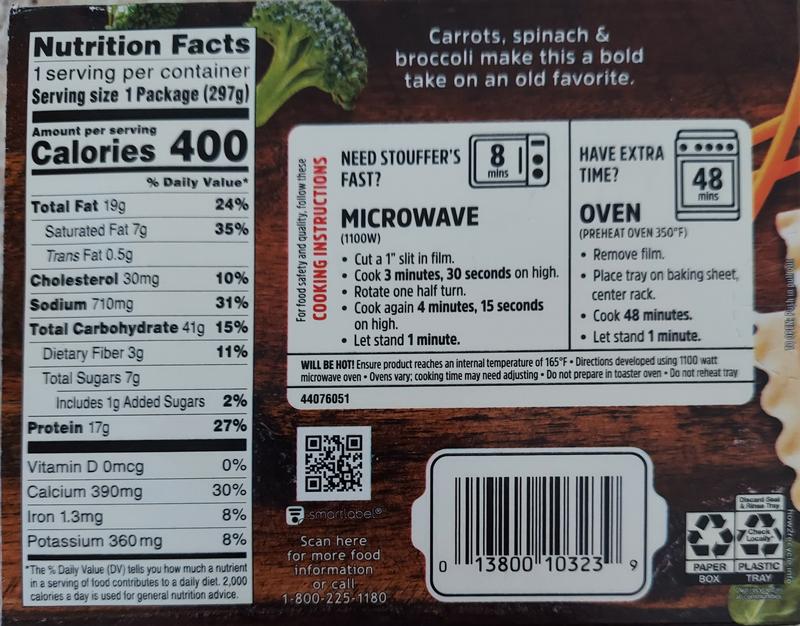 Nutrition Facts
1 serving per container
Serving size 1 Package (297g)
Amount per serving
Calories 400
% Daily Value*
Total Fat 19g 24%
Saturated Fat 7g 35%
Trans Fat 0.5g
Cholesterol 30mg 10%
Sodium 710mg 31%
Total Carbohydrate 41g 15%
Dietary Fiber 3g 11%
Total Sugars 7g
Includes 1g Added Sugars 2%
Protein 17g 27%
Vitamin D 0mcg 0%
Calcium 390mg 30%
Iron 1.3mg 8%
Potassium 360mg 8%
*The % Daily Value (DV) tells you how much a nutrient
in a serving of food contributes to a daily diet. 2,000
calories a day is used for general nutrition advice.
Carrots, spinach &
broccoli make this a bold
take on an old favorite.
For food safety and quality, follow these
COOKING INSTRUCTIONS
NEED STOUFFER'S
FAST?
8
mins
MICROWAVE
(1100W)
• Cut a 1" slit in film.
• Cook 3 minutes, 30 seconds on high.
• Rotate one half turn.
• Cook again 4 minutes, 15 seconds
on high.
• Let stand 1 minute.
HAVE EXTRA
TIME?
48
mins
OVEN
(PREHEAT OVEN 350°F)
• Remove film.
• Place tray on baking sheet,
center rack.
• Cook 48 minutes.
• Let stand 1 minute.
WILL BE HOT! Ensure product reaches an internal temperature of 165°F • Directions developed using 1100 watt
microwave oven • Ovens vary; cooking time may need adjusting • Do not prepare in toaster oven • Do not reheat tray
44076051
smartlabel®
Scan here
for more food
information
or call
1-800-225-1180
0 13800 10323 9
Discard Seal
& Rinse Tray
Check
Locally*
PAPER
BOX
PLASTIC
TRAY
how2recycle.info
TO OPEN: Push in